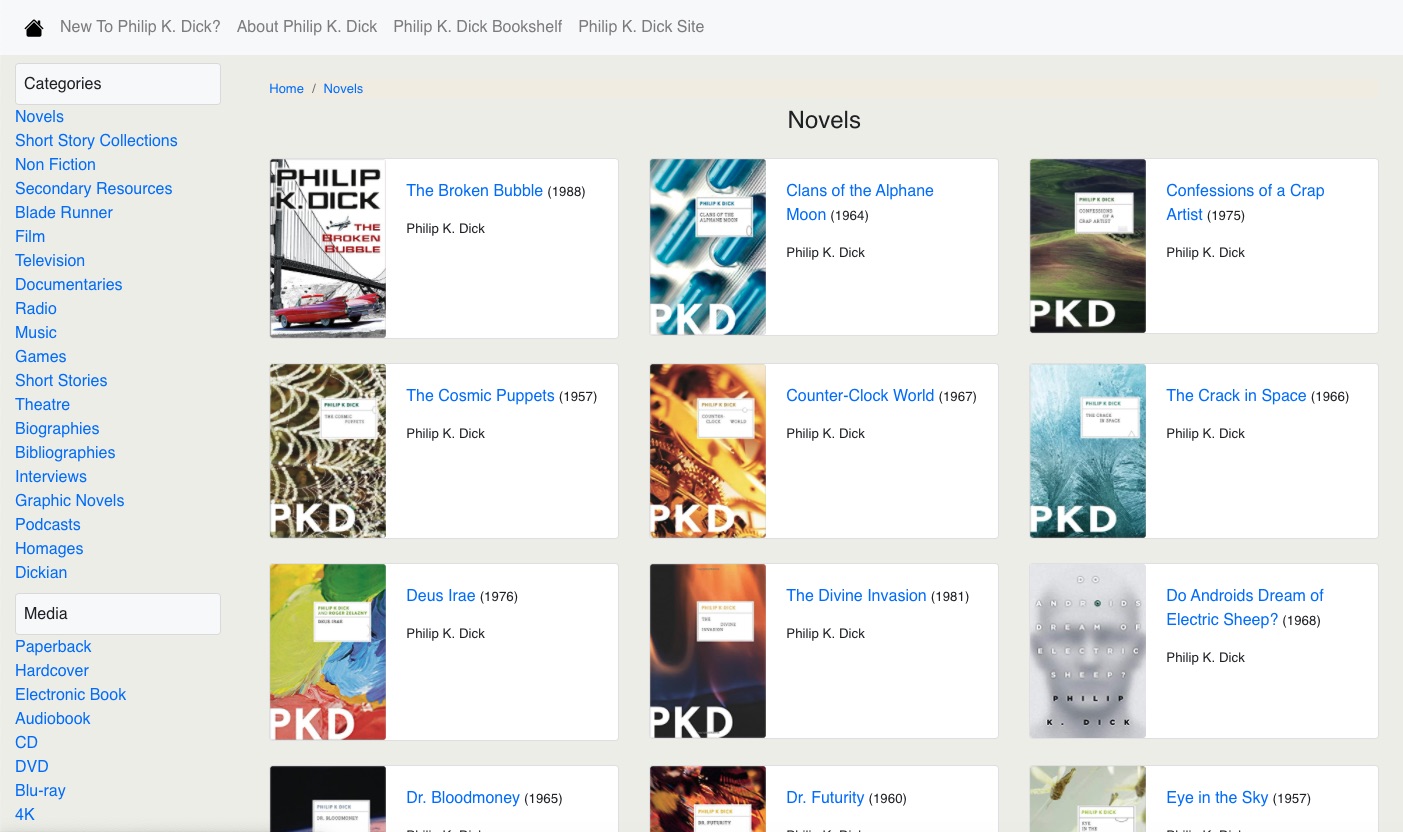 New To Philip K. Dick?
About Philip K. Dick
Philip K. Dick Bookshelf
Philip K. Dick Site
Categories
Novels
Short Story Collections
Non Fiction
Secondary Resources
Blade Runner
Film
Television
Documentaries
Radio
Music
Games
Short Stories
Theatre
Biographies
Bibliographies
Interviews
Graphic Novels
Podcasts
Homages
Dickian
Media
Paperback
Hardcover
Electronic Book
Audiobook
CD
DVD
Blu-ray
4K
Home / Novels
Novels
PHILIP
K. DICK
THE
BROKEN
BUBBLE
The Broken Bubble (1988)
Philip K. Dick
PHILIP K DICK
CLANS OF THE
ALPHANE MOON
PKD
Clans of the Alphane
Moon (1964)
Philip K. Dick
PHILIP K DICK
CONFESSIONS
OF A
CRAP ARTIST
PKD
Confessions of a Crap
Artist (1975)
Philip K. Dick
PHILIP K DICK
THE COSMIC
PUPPETS
PKD
The Cosmic Puppets (1957)
Philip K. Dick
PHILIP K DICK
COUNTER-
CLOCK WORLD
PKD
Counter-Clock World (1967)
Philip K. Dick
PHILIP K DICK
THE CRACK
IN SPACE
PKD
The Crack in Space (1966)
Philip K. Dick
PHILIP K DICK
AND ROGER ZELAZNY
DEUS IRAE
PKD
Deus Irae (1976)
Philip K. Dick
PHILIP K DICK
THE
DIVINE
INVASION
PKD
The Divine Invasion (1981)
Philip K. Dick
DO
ANDROIDS
DREAM OF
ELECTRIC
SHEEP?
PHILIP
K. DICK
Do Androids Dream of
Electric Sheep? (1968)
Philip K. Dick
PHILIP K DICK
DR. BLOODMONEY
Dr. Bloodmoney (1965)
PHILIP K DICK
DR. FUTURITY
Dr. Futurity (1960)
PHILIP K DICK
EYE
IN THE
Eye in the Sky (1957)